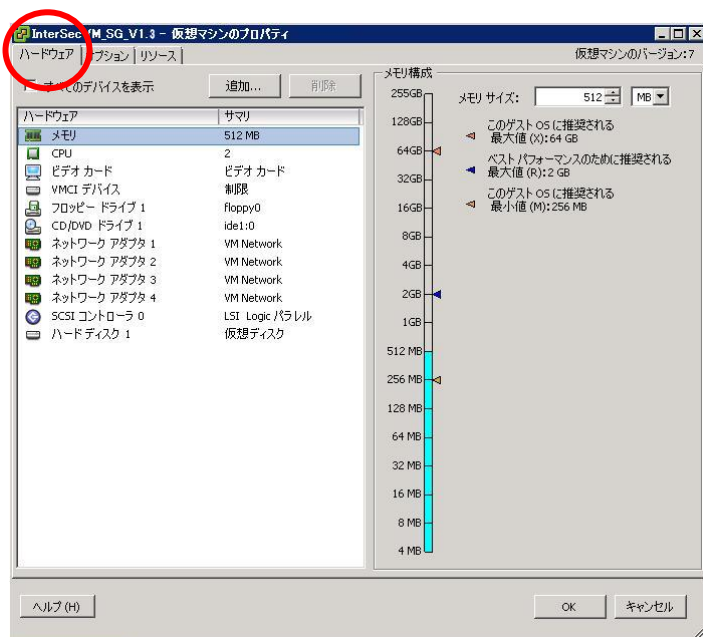 InterSec VM_SG_V1.3 - 仮想マシンのプロパティ
ハードウェア オプション リソース
仮想マシンのバージョン:7
すべてのデバイスを表示
追加...
削除
ハードウェア サマリ
メモリ 512 MB
CPU 2
ビデオ カード ビデオ カード
VMCI デバイス 制限
フロッピー ドライブ 1 floppy0
CD/DVD ドライブ 1 ide1:0
ネットワーク アダプタ 1 VM Network
ネットワーク アダプタ 2 VM Network
ネットワーク アダプタ 3 VM Network
ネットワーク アダプタ 4 VM Network
SCSI コントローラ 0 LSI Logic パラレル
ハード ディスク 1 仮想ディスク
メモリ構成
メモリ サイズ: 512 MB
255GB
128GB
64GB
32GB
16GB
8GB
4GB
2GB
1GB
512 MB
256 MB
128 MB
64 MB
32 MB
16 MB
8 MB
4 MB
このゲスト OS に推奨される
最大値 (X):64 GB
ベスト パフォーマンスのために推奨される
最大値 (R):2 GB
このゲスト OS に推奨される
最小値 (M):256 MB
ヘルプ (H)
OK
キャンセル